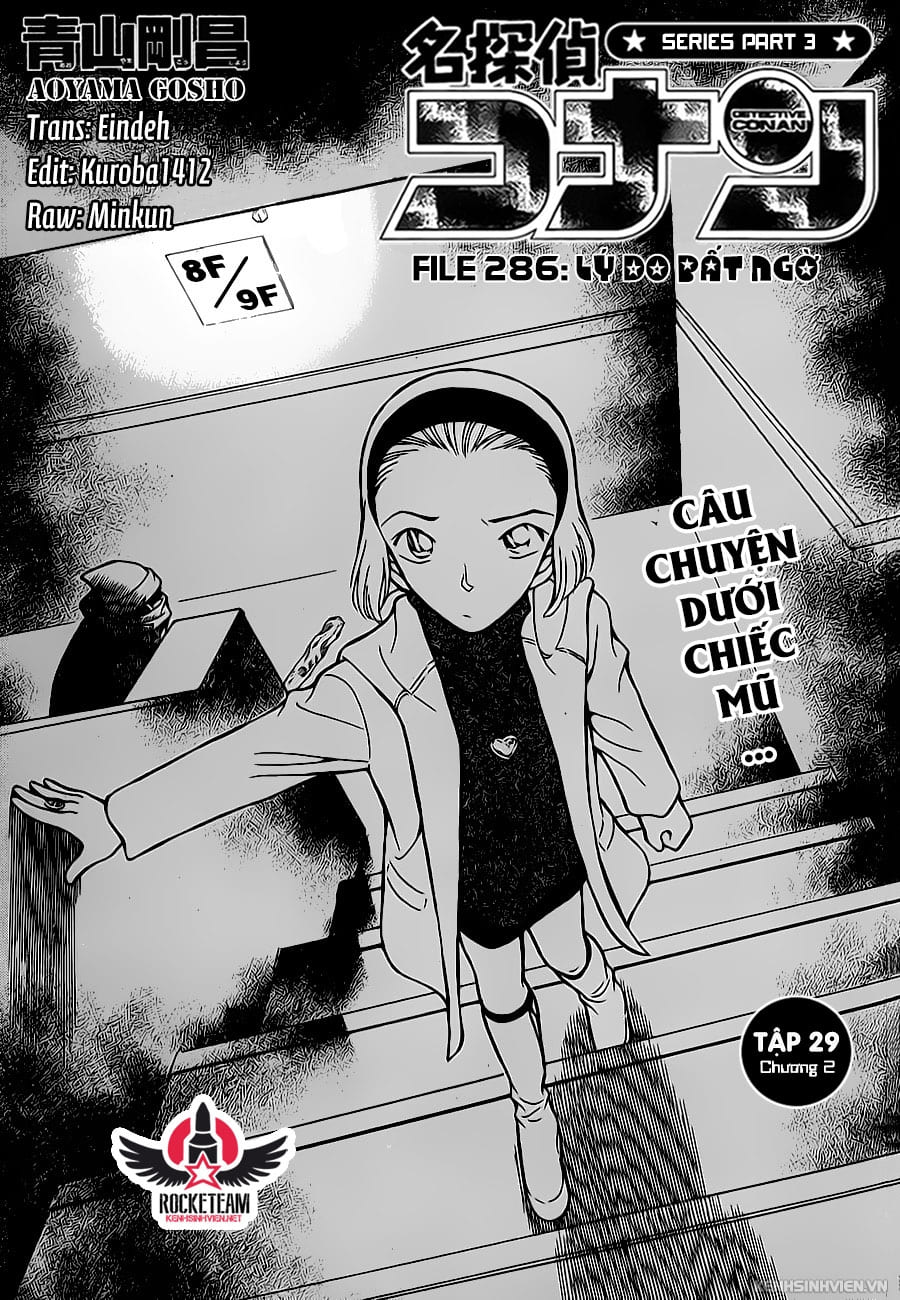 青山剛昌
AOYAMA GOSHO
Trans: Eindeh
Edit: Kuroba1412
Raw: Minkun
名探偵
★ SERIES PART 3 ★
コナン
DETECTIVE
CONAN
FILE 286: LÝ DO BẤT NGỜ
8F/
9F
CÂU
CHUYỆN
DƯỚI
CHIẾC
MŨ
...
TẬP 29
Chương 2
ROCKETEAM
KENHSINHVIEN.NET
KENHSINHVIEN.VN